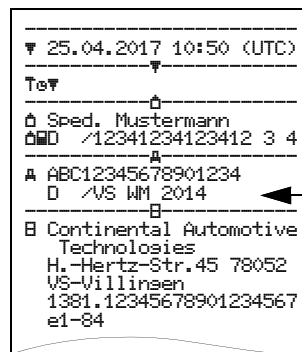 ▼ 25.04.2017 10:50 (UTC)
T⊙▼
Sped. Mustermann
D /12341234123412 3 4
ABC12345678901234
D /VS WM 2014
Continental Automotive
Technologies
H.-Hertz-Str.45 78052
VS-Villingen
1381.12345678901234567
e1-84